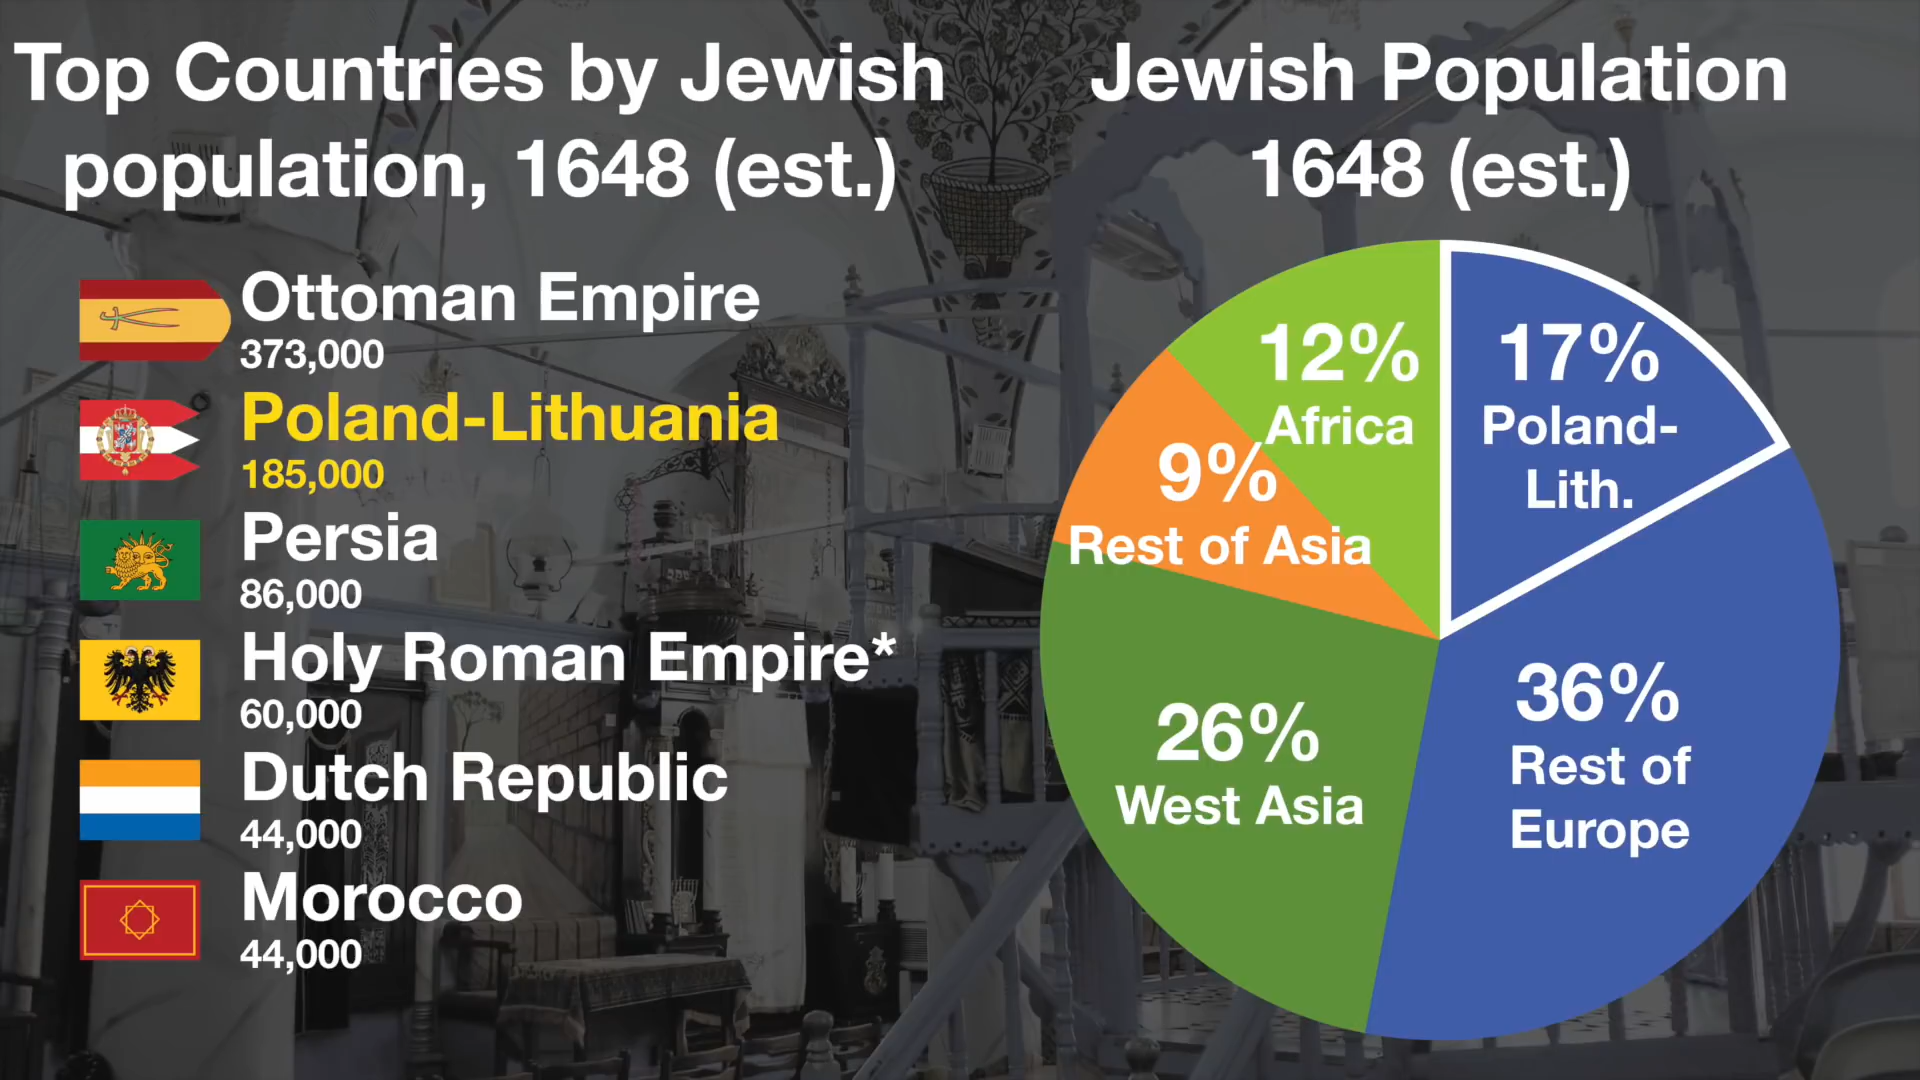 Top Countries by Jewish
population, 1648 (est.)
Ottoman Empire
373,000
Poland-Lithuania
185,000
Persia
86,000
Holy Roman Empire*
60,000
Dutch Republic
44,000
Morocco
44,000
Jewish Population
1648 (est.)
12%
Africa
17%
Poland-
Lith.
9%
Rest of Asia
36%
Rest of
Europe
26%
West Asia